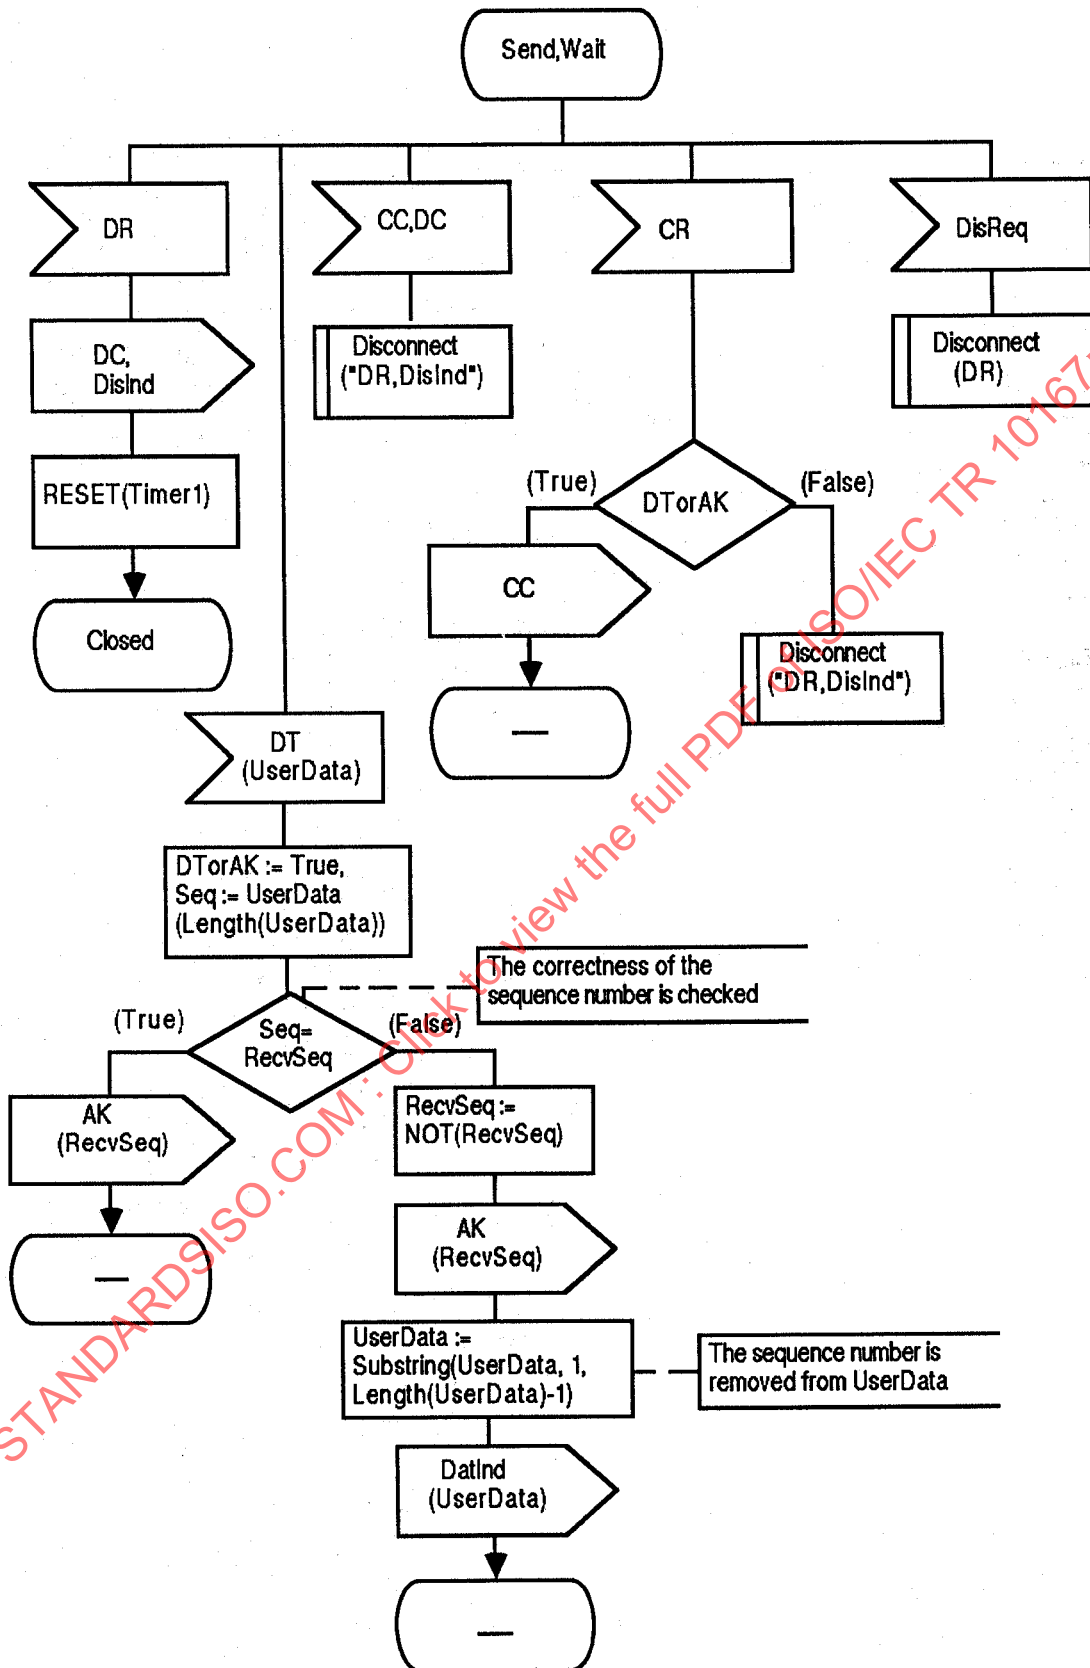 Send,Wait
DR
CC,DC
CR
DisReq
DC,
DisInd
Disconnect
("DR,DisInd")
Disconnect
(DR)
RESET(Timer1)
(True)
DTorAK
(False)
CC
Closed
Disconnect
("DR,DisInd")
—
DT
(UserData)
DTorAK := True,
Seq := UserData
(Length(UserData))
The correctness of the
sequence number is checked
(True)
Seq=
RecvSeq
(False)
AK
(RecvSeq)
RecvSeq :=
NOT(RecvSeq)
—
AK
(RecvSeq)
UserData :=
Substring(UserData, 1,
Length(UserData)-1)
The sequence number is
removed from UserData
DatInd
(UserData)
—
STANDARDSISO.COM : Click to view the full PDF of ISO/IEC TR 10167: